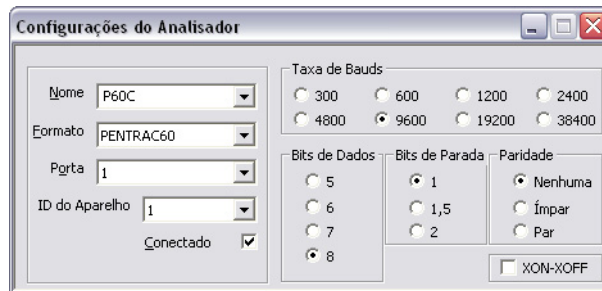 Configurações do Analisador
Nome P60C
Formato PENTRAC60
Porta 1
ID do Aparelho 1
Conectado
Taxa de Bauds
300 600 1200 2400
4800 9600 19200 38400
Bits de Dados
5
6
7
8
Bits de Parada
1
1,5
2
Paridade
Nenhuma
Ímpar
Par
XON-XOFF